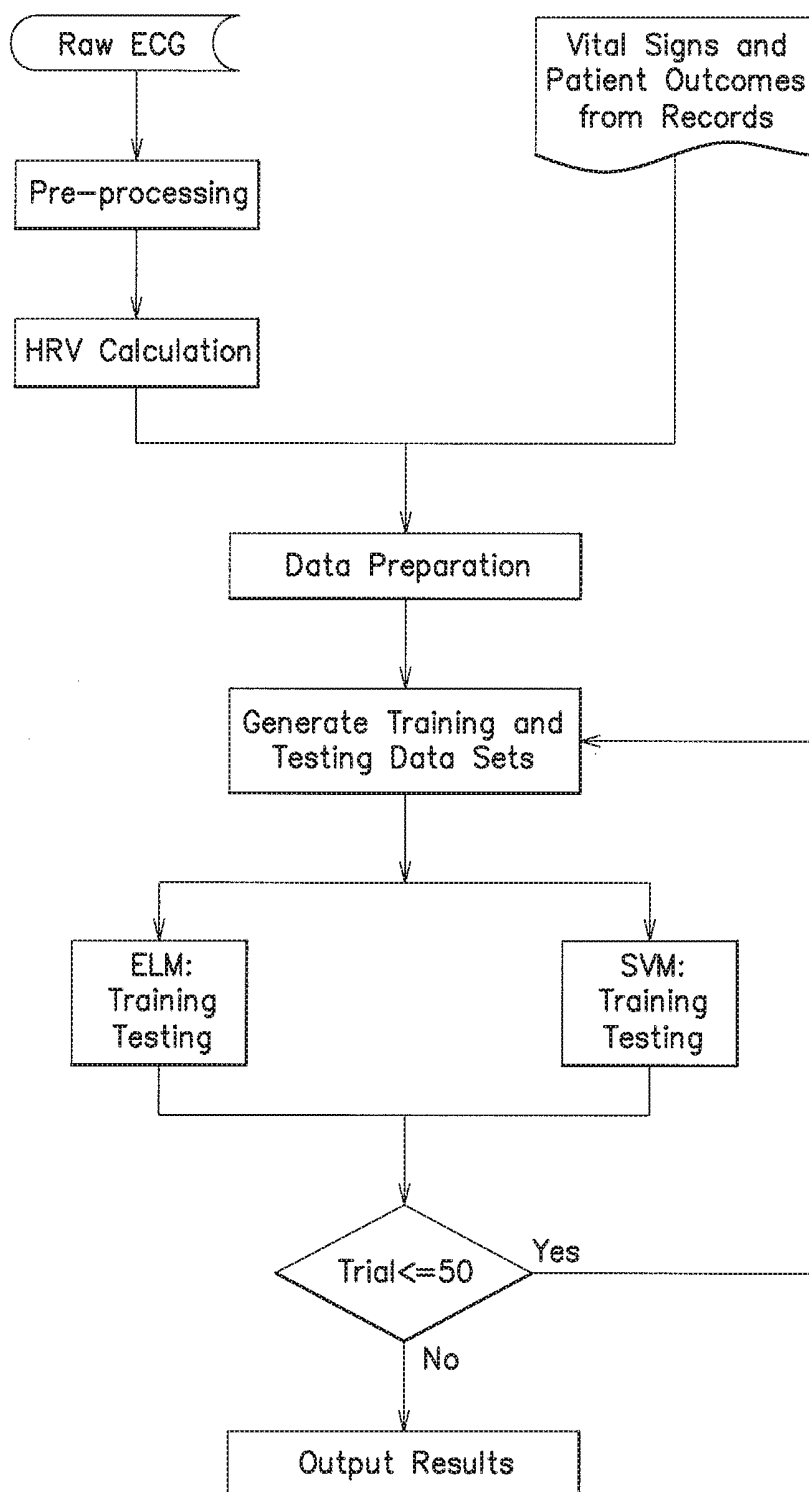 Raw ECG
Vital Signs and
Patient Outcomes
from Records
Pre-processing
HRV Calculation
Data Preparation
Generate Training and
Testing Data Sets
ELM:
Training
Testing
SVM:
Training
Testing
Trial<=50
Yes
No
Output Results